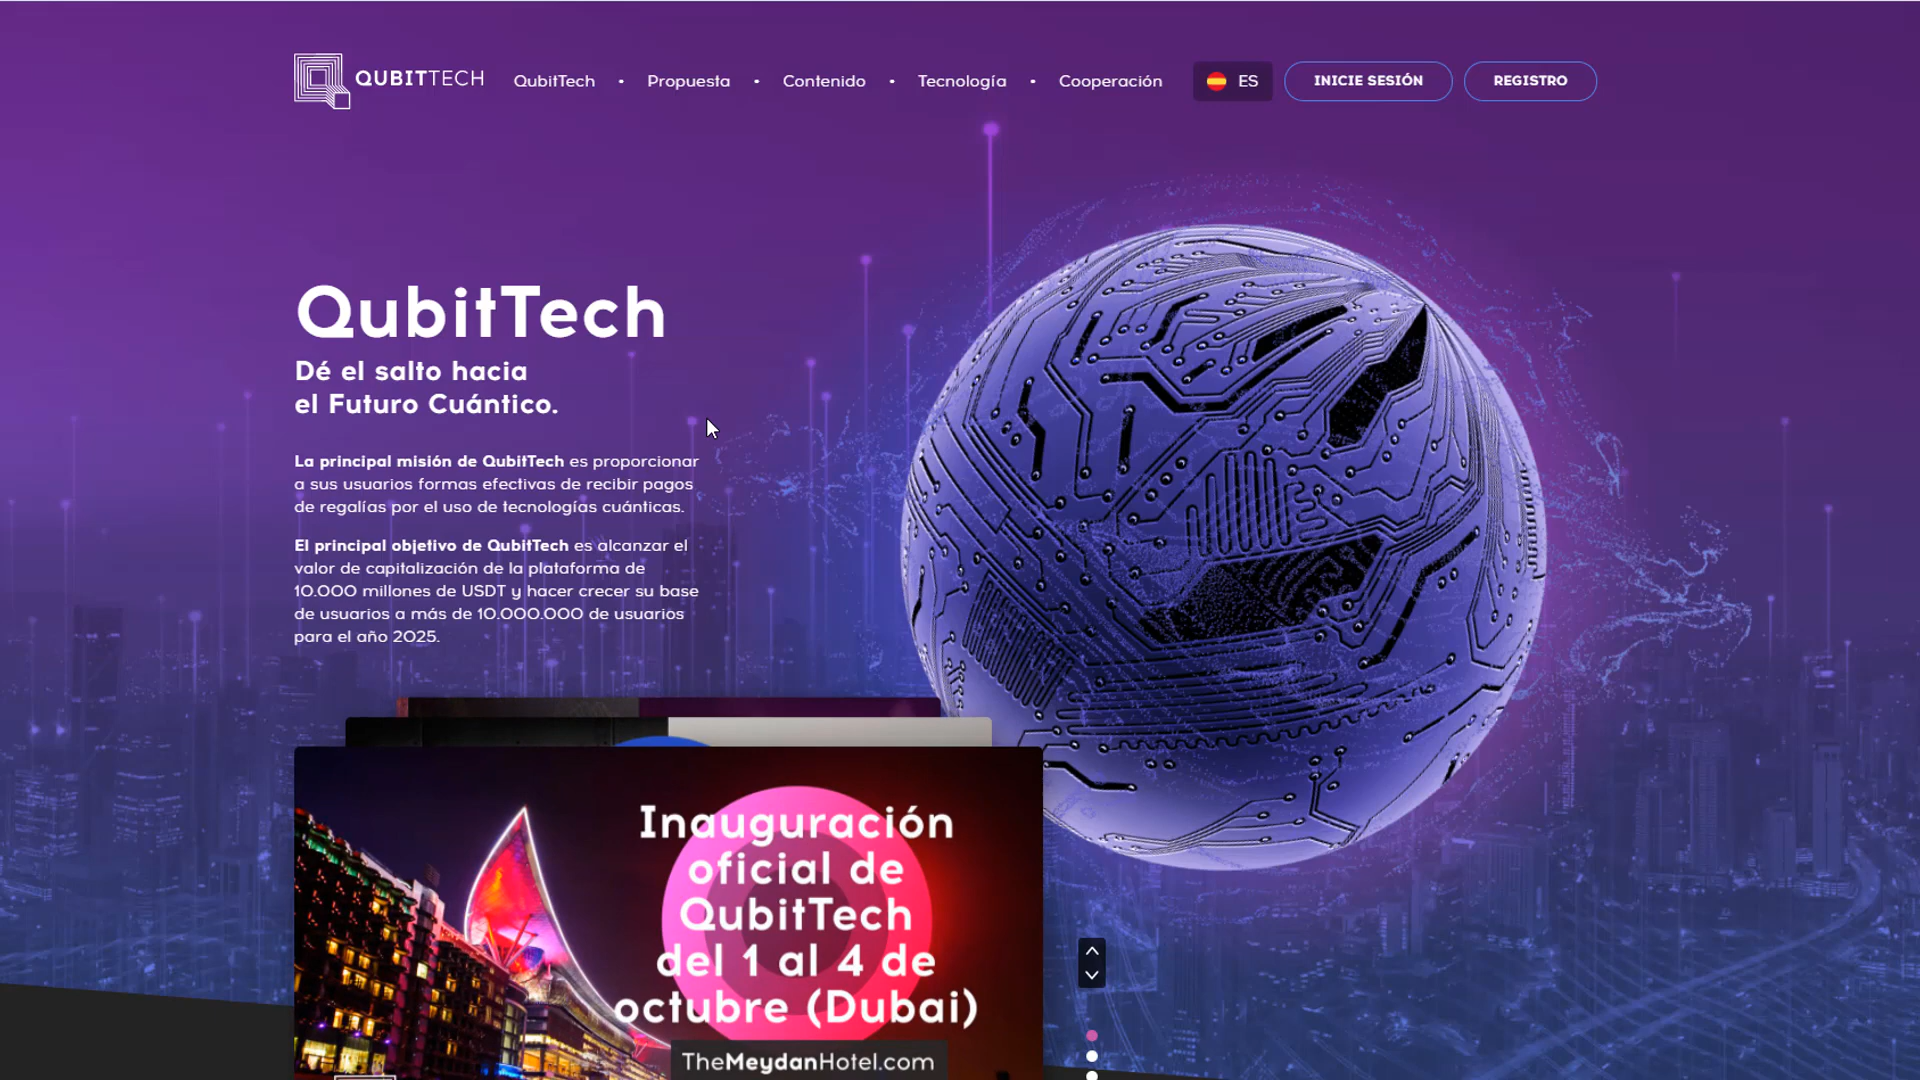 QUBITTECH
QubitTech • Propuesta • Contenido • Tecnología • Cooperación
ES
INICIE SESIÓN
REGISTRO
QubitTech
Dé el salto hacia
el Futuro Cuántico.
La principal misión de QubitTech es proporcionar
a sus usuarios formas efectivas de recibir pagos
de regalías por el uso de tecnologías cuánticas.
El principal objetivo de QubitTech es alcanzar el
valor de capitalización de la plataforma de
10.000 millones de USDT y hacer crecer su base
de usuarios a más de 10.000.000 de usuarios
para el año 2025.
Inauguración
oficial de
QubitTech
del 1 al 4 de
octubre (Dubai)
TheMeydanHotel.com